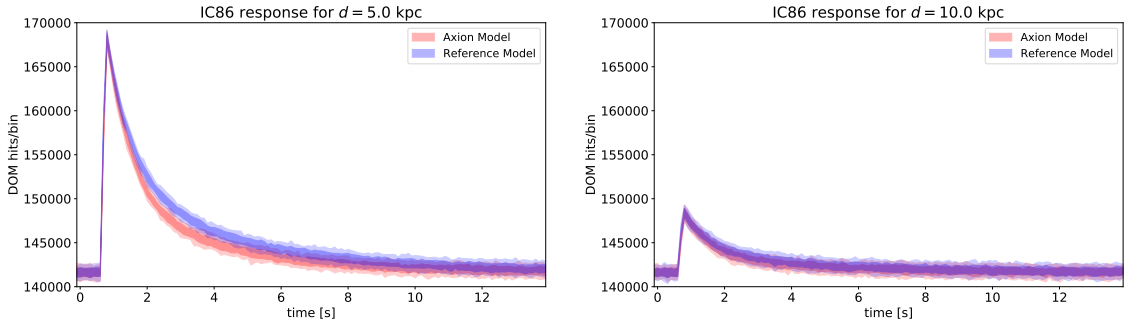 IC86 response for d = 5.0 kpc
170000
165000
160000
155000
150000
145000
140000
DOM hits/bin
Axion Model
Reference Model
0 2 4 6 8 10 12
time [s]
IC86 response for d = 10.0 kpc
170000
165000
160000
155000
150000
145000
140000
DOM hits/bin
Axion Model
Reference Model
0 2 4 6 8 10 12
time [s]